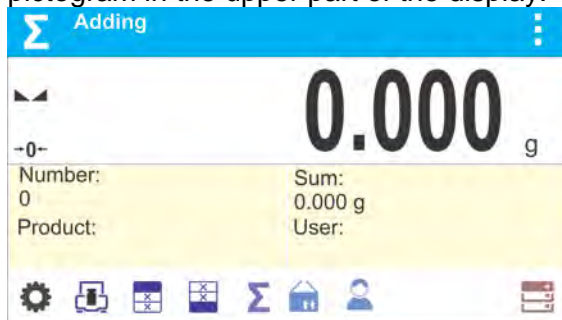 pictogram in the upper part of the display.
Σ Adding
0.000 g
→0←
Number:
0
Sum:
0.000 g
Product:
User:
Σ